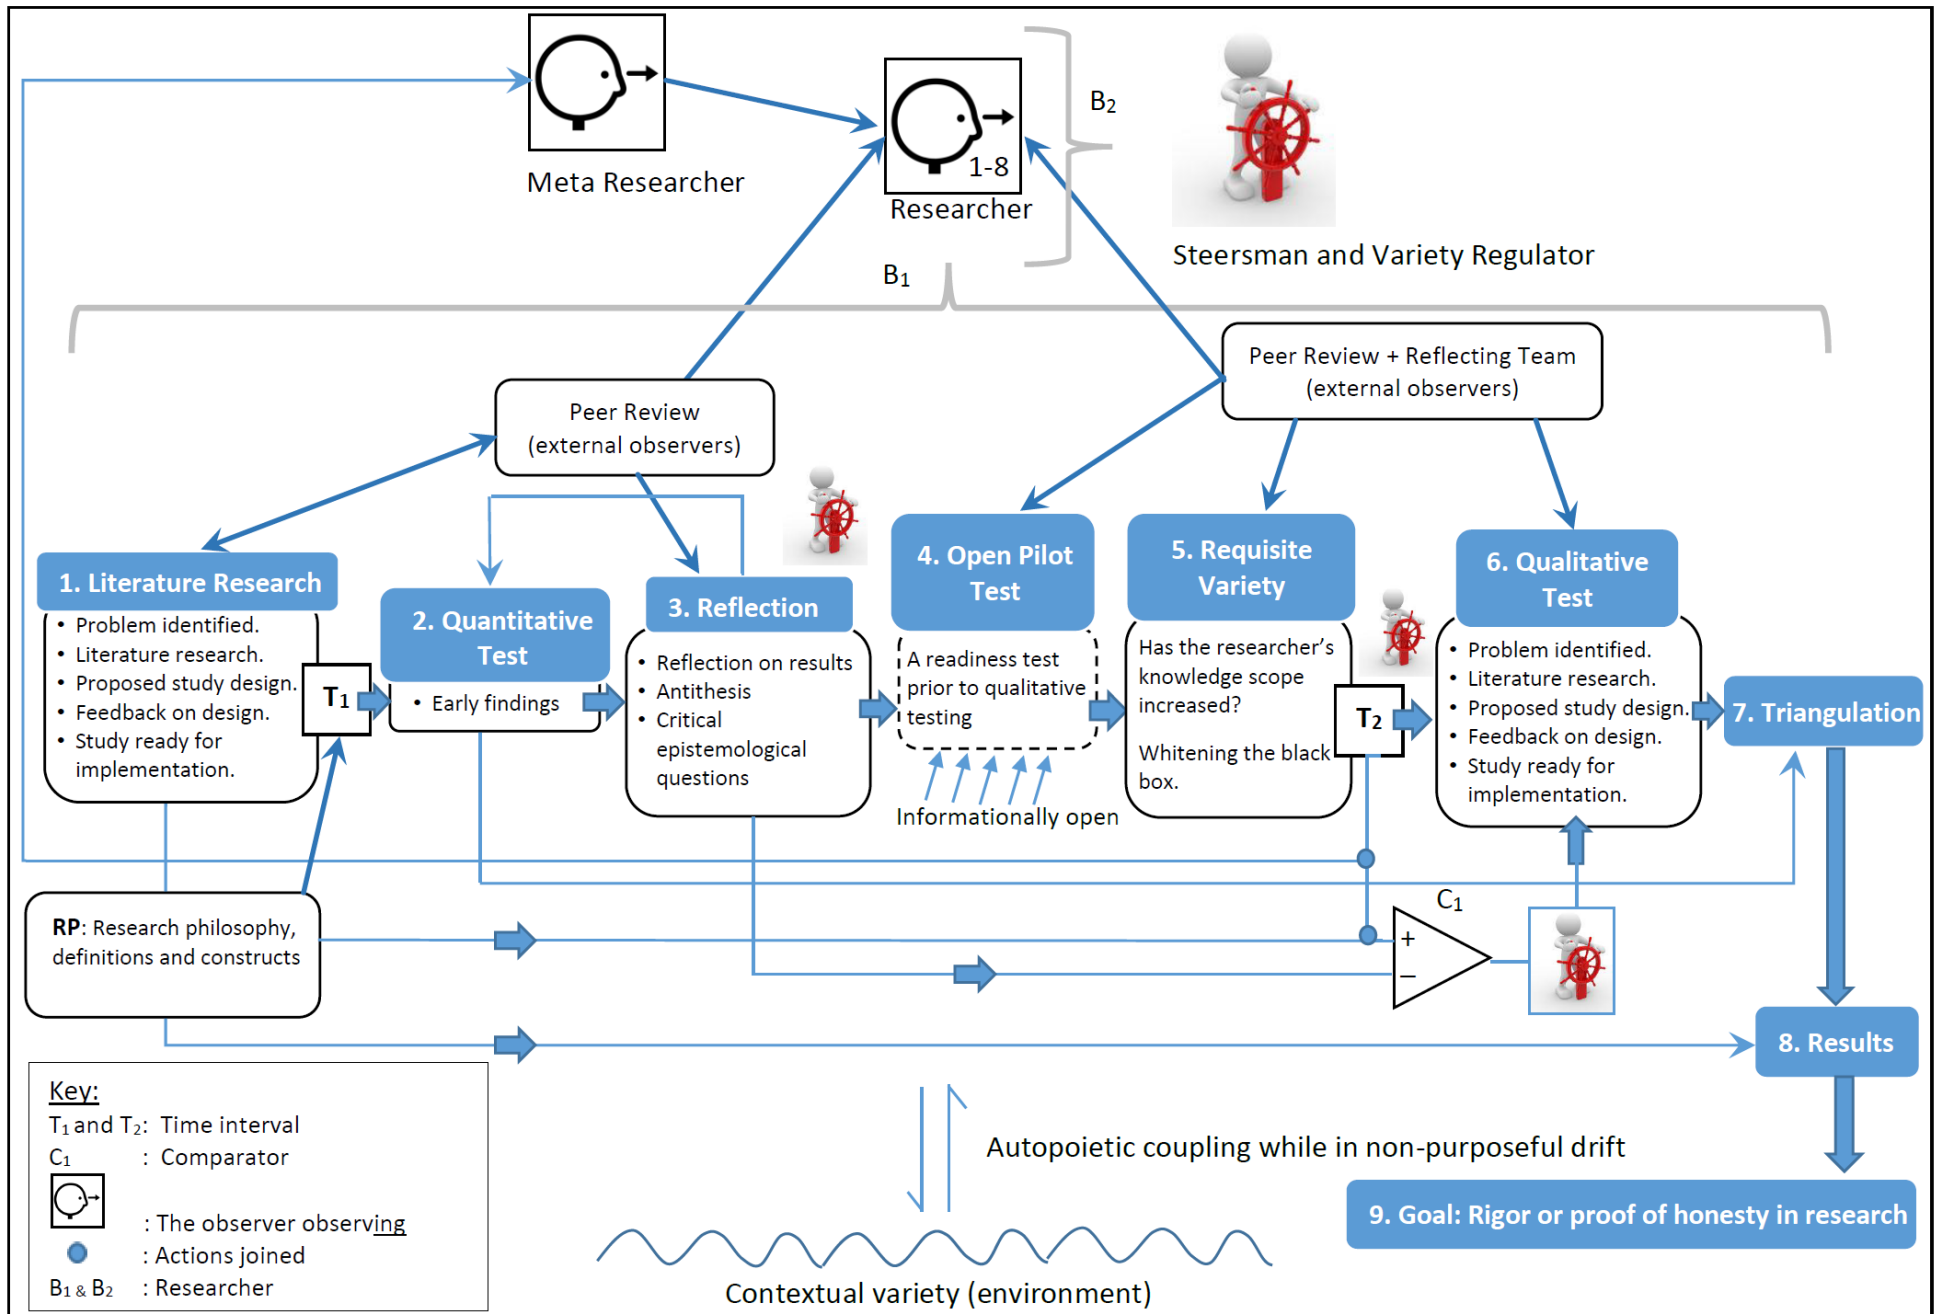 Meta Researcher
1-8
Researcher
B₂
Steersman and Variety Regulator
B₁
Peer Review
(external observers)
Peer Review + Reflecting Team
(external observers)
1. Literature Research
• Problem identified.
• Literature research.
• Proposed study design.
• Feedback on design.
• Study ready for
implementation.
T₁
2. Quantitative
Test
• Early findings
3. Reflection
• Reflection on results
• Antithesis
• Critical
epistemological
questions
4. Open Pilot
Test
A readiness test
prior to qualitative
testing
Informationally open
5. Requisite
Variety
Has the researcher’s
knowledge scope
increased?
Whitening the black
box.
T₂
6. Qualitative
Test
• Problem identified.
• Literature research.
• Proposed study design.
• Feedback on design.
• Study ready for
implementation.
7. Triangulation
RP: Research philosophy,
definitions and constructs
C₁
+
–
8. Results
Key:
T₁ and T₂: Time interval
C₁ : Comparator
: The observer observing
: Actions joined
B₁ & B₂ : Researcher
Autopoietic coupling while in non-purposeful drift
9. Goal: Rigor or proof of honesty in research
Contextual variety (environment)